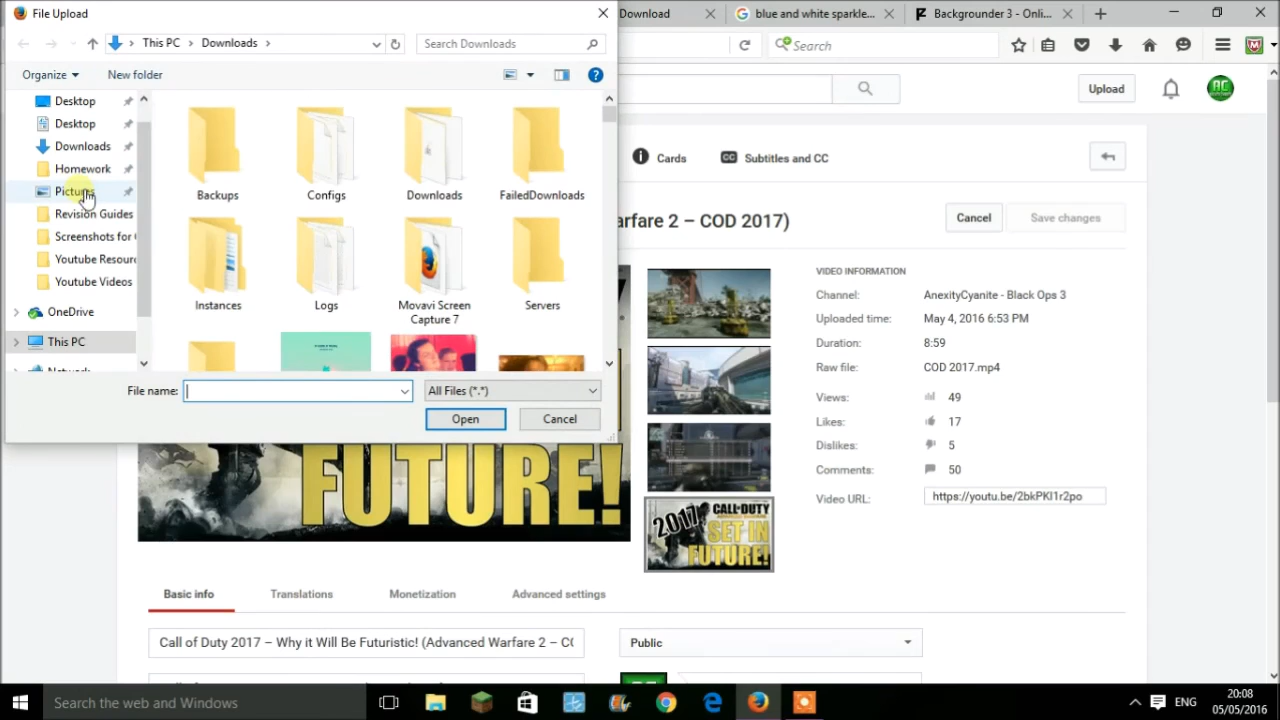 File Upload
Download
blue and white sparkle...
Backgrounder 3 - Onli...
This PC
Downloads
Search Downloads
Search
Organize
New folder
Upload
AC
Desktop
Desktop
Downloads
Homework
Pictures
Revision Guides
Screenshots for
Youtube Resour
Youtube Videos
OneDrive
This PC
Network
Backups
Configs
Downloads
FailedDownloads
Instances
Logs
Movavi Screen
Capture 7
Servers
File name:
All Files (*.*)
Open
Cancel
Cards
CC
Subtitles and CC
arfare 2 – COD 2017)
Cancel
Save changes
VIDEO INFORMATION
Channel:
AnexityCyanite - Black Ops 3
Uploaded time:
May 4, 2016 6:53 PM
Duration:
8:59
Raw file:
COD 2017.mp4
Views:
49
Likes:
17
Dislikes:
5
Comments:
50
Video URL:
https://youtu.be/2bkPKl1r2po
FUTURE!
2017
CALL·DUTY
SET IN
FUTURE!
Basic info
Translations
Monetization
Advanced settings
Call of Duty 2017 – Why it Will Be Futuristic! (Advanced Warfare 2 – CO
Public
Search the web and Windows
ENG
20:08
05/05/2016